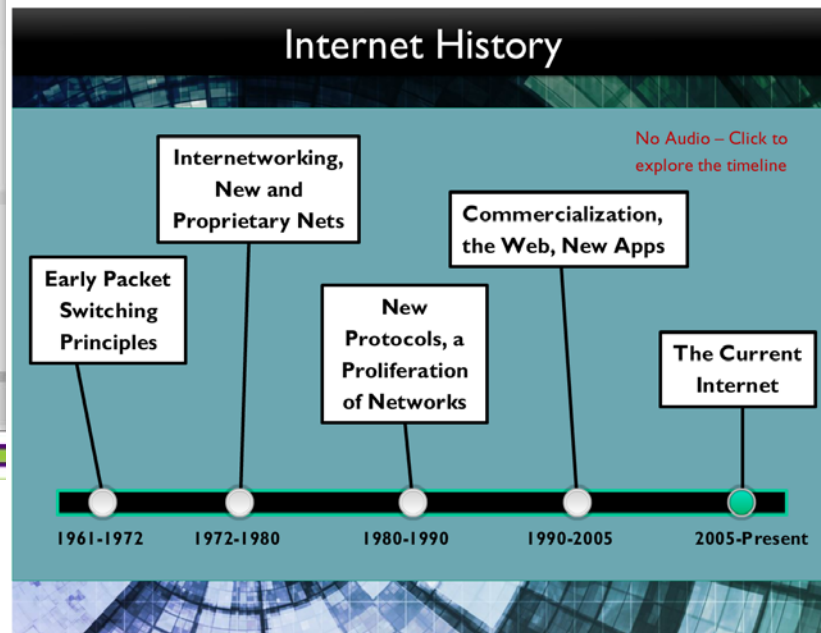 Internet History
No Audio – Click to
explore the timeline
Internetworking,
New and
Proprietary Nets
Commercialization,
the Web, New Apps
Early Packet
Switching
Principles
New
Protocols, a
Proliferation
of Networks
The Current
Internet
1961-1972
1972-1980
1980-1990
1990-2005
2005-Present